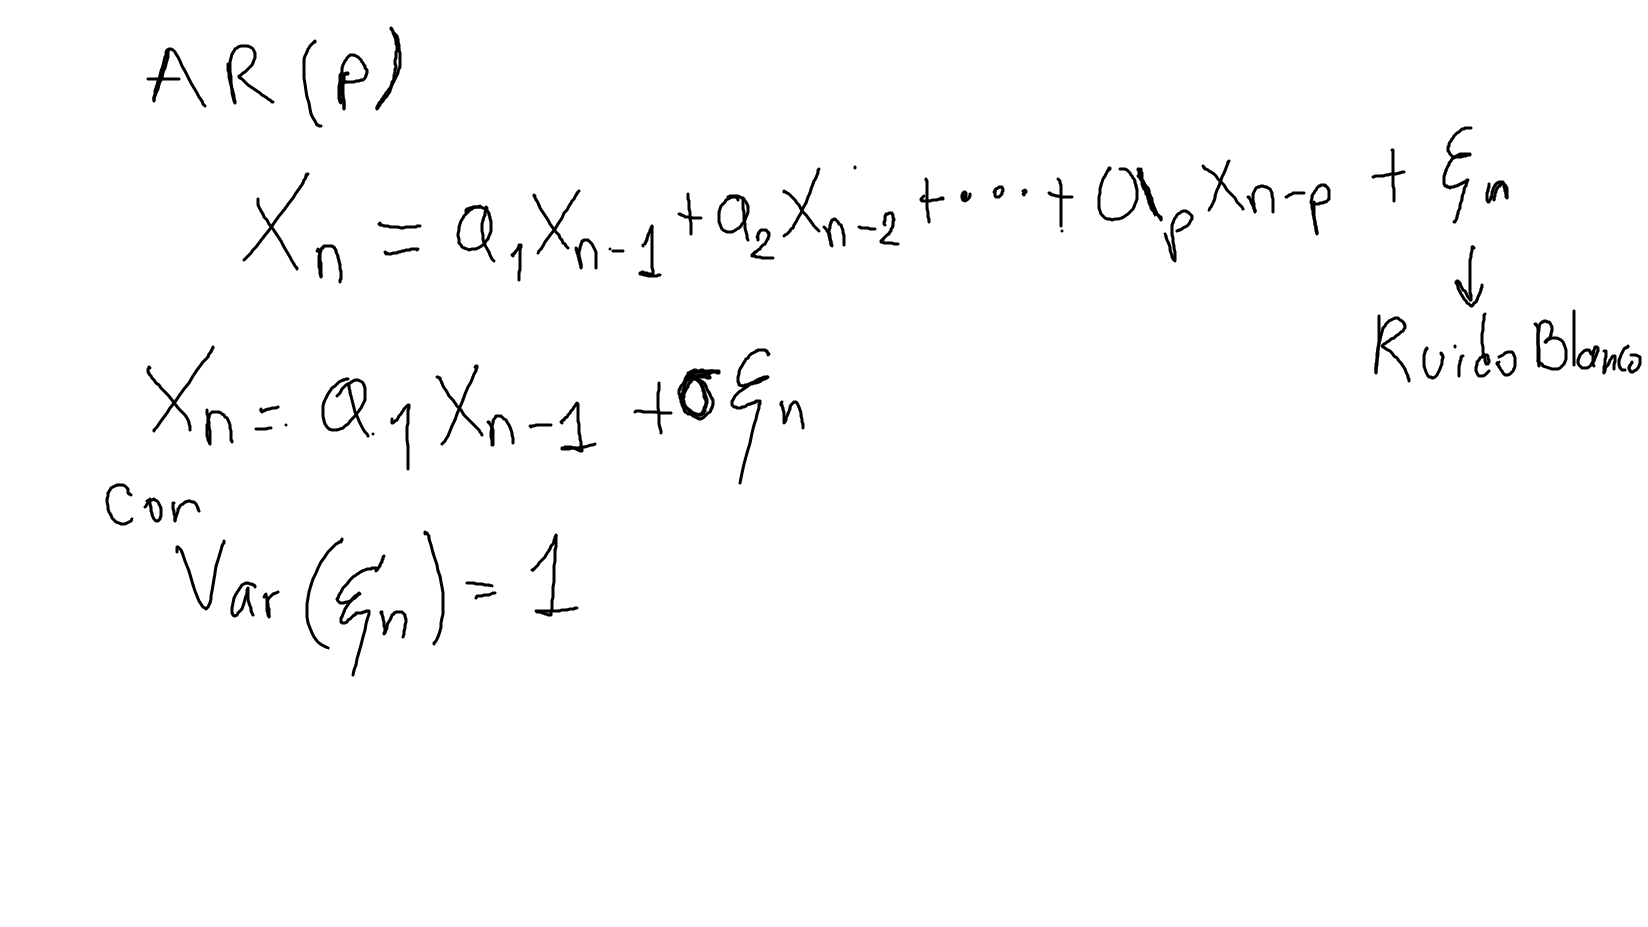 AR(p)
Xₙ = a₁Xₙ₋₁ + a₂Xₙ₋₂ + ··· + aₚXₙ₋ₚ + ξₙ
↓
Ruido Blanco
Xₙ = a₁Xₙ₋₁ + σξₙ
Con
Var(ξₙ) = 1